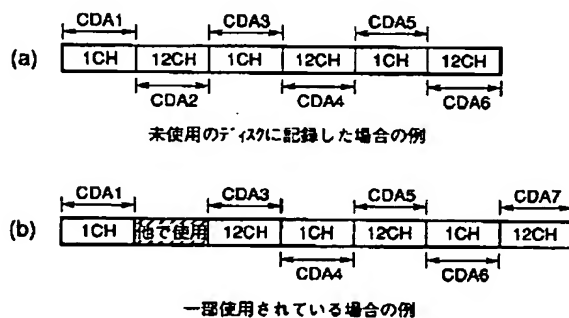 CDA1 CDA3 CDA5
(a) 1CH 12CH 1CH 12CH 1CH 12CH
CDA2 CDA4 CDA6
未使用のディスクに記録した場合の例
CDA1 CDA3 CDA5 CDA7
(b) 1CH 他で使用 12CH 1CH 12CH 1CH 12CH
CDA4 CDA6
一部使用されている場合の例